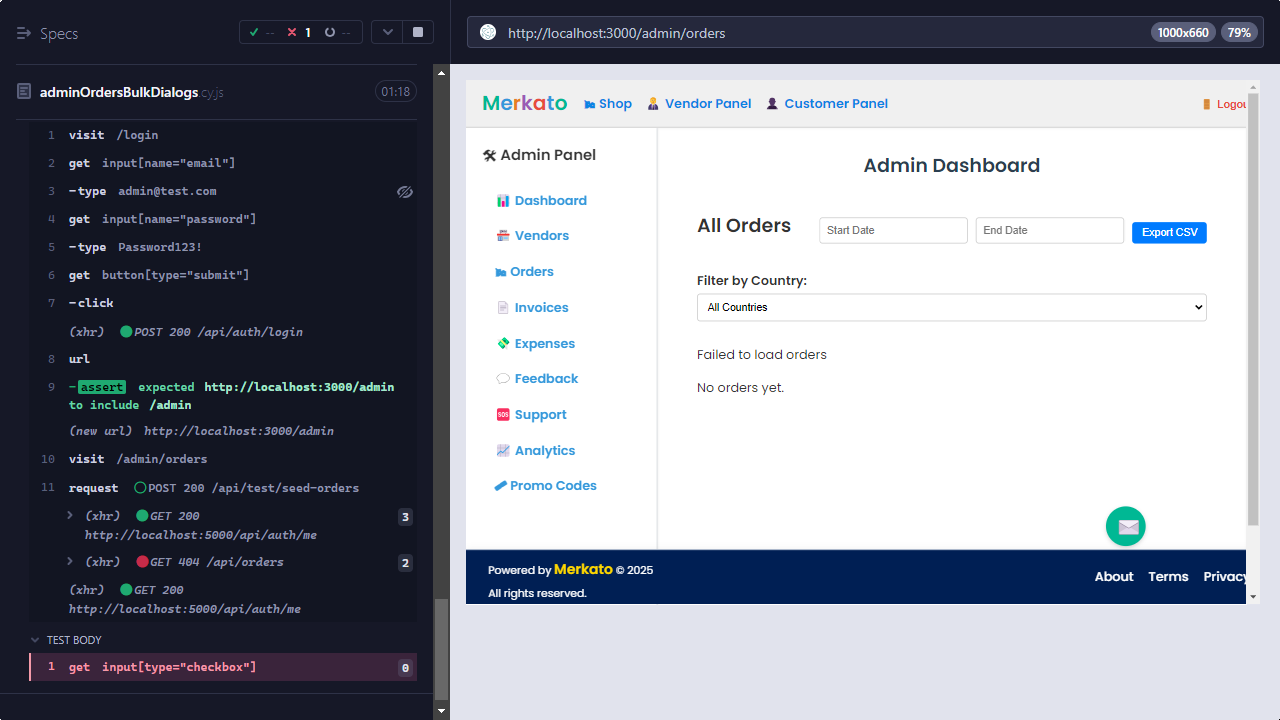 Specs
--
1
--
http://localhost:3000/admin/orders
1000x660
79%
adminOrdersBulkDialogs.cy.js
01:18
1 visit /login
2 get input[name="email"]
3 -type admin@test.com
4 get input[name="password"]
5 -type Password123!
6 get button[type="submit"]
7 -click
(xhr) POST 200 /api/auth/login
8 url
9 -assert expected http://localhost:3000/admin
to include /admin
(new url) http://localhost:3000/admin
10 visit /admin/orders
11 request POST 200 /api/test/seed-orders
(xhr) GET 200 3
http://localhost:5000/api/auth/me
(xhr) GET 404 /api/orders 2
(xhr) GET 200
http://localhost:5000/api/auth/me
TEST BODY
1 get input[type="checkbox"] 0
Merkato
Shop
Vendor Panel
Customer Panel
Logou
Admin Panel
Dashboard
Vendors
Orders
Invoices
Expenses
Feedback
SOS Support
Analytics
Promo Codes
Admin Dashboard
All Orders
Start Date
End Date
Export CSV
Filter by Country:
All Countries
Failed to load orders
No orders yet.
Powered by Merkato © 2025
All rights reserved.
About
Terms
Privacy